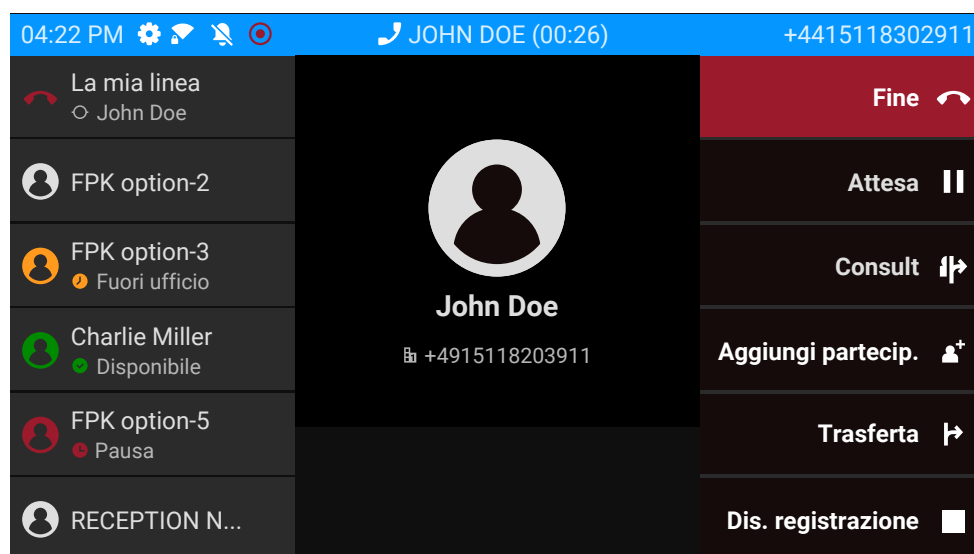 04:22 PM
JOHN DOE (00:26)
+4415118302911
La mia linea
John Doe
FPK option-2
FPK option-3
Fuori ufficio
Charlie Miller
Disponibile
FPK option-5
Pausa
RECEPTION N...
John Doe
+4915118203911
Fine
Attesa
Consult
Aggiungi partecip.
Trasferta
Dis. registrazione